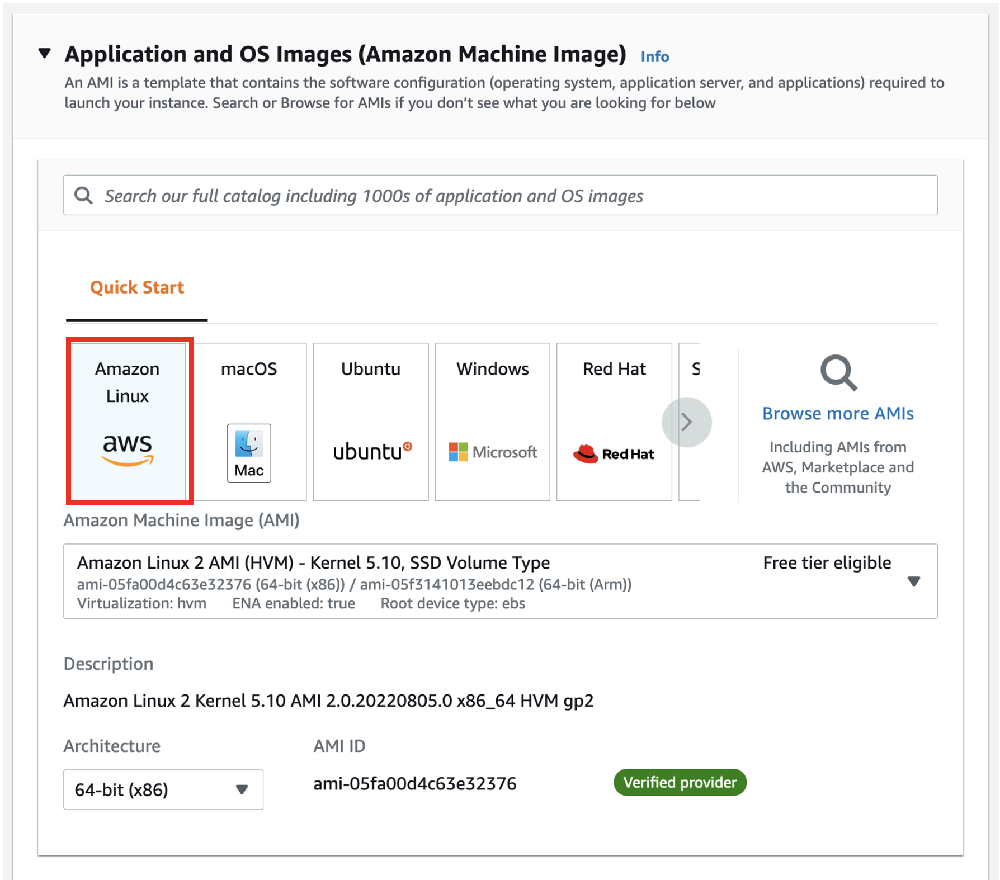 Application and OS Images (Amazon Machine Image) Info
An AMI is a template that contains the software configuration (operating system, application server, and applications) required to
launch your instance. Search or Browse for AMIs if you don’t see what you are looking for below
Search our full catalog including 1000s of application and OS images
Quick Start
Amazon
Linux
aws
macOS
Mac
Ubuntu
ubuntu
Windows
Microsoft
Red Hat
Red Hat
S
Browse more AMIs
Including AMIs from
AWS, Marketplace and
the Community
Amazon Machine Image (AMI)
Amazon Linux 2 AMI (HVM) - Kernel 5.10, SSD Volume Type Free tier eligible
ami-05fa00d4c63e32376 (64-bit (x86)) / ami-05f3141013eebdc12 (64-bit (Arm))
Virtualization: hvm ENA enabled: true Root device type: ebs
Description
Amazon Linux 2 Kernel 5.10 AMI 2.0.20220805.0 x86_64 HVM gp2
Architecture AMI ID
64-bit (x86) ami-05fa00d4c63e32376 Verified provider